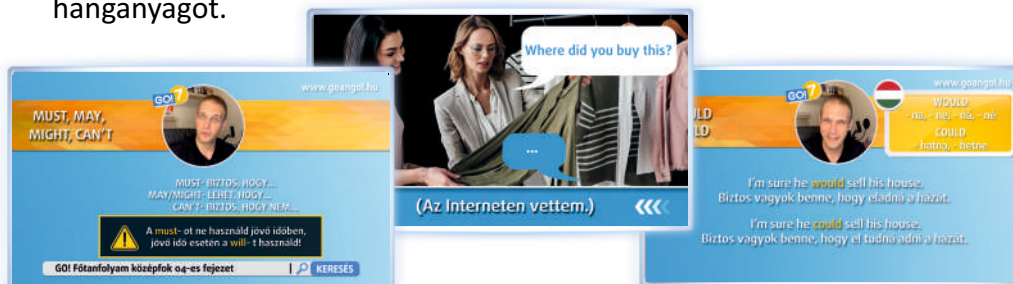 hanganyagot.
GO! 7
www.goangol.hu
MUST, MAY,
MIGHT, CAN'T
MUST- BIZTOS, HOGY...
MAY/MIGHT- LEHET, HOGY...
CAN'T- BIZTOS, HOGY NEM...
A must- ot ne használd jövő időben,
jövő idő esetén a will- t használd!
GO! Főtanfolyam középfok 04-es fejezet
KERESÉS
Where did you buy this?
...
(Az Interneten vettem.)
GO! 7
www.goangol.hu
WOULD
- na, - ne, - ná, - né
COULD
- hatna, - hetne
I'm sure he would sell his house.
Biztos vagyok benne, hogy eladná a házát.
I'm sure he could sell his house.
Biztos vagyok benne, hogy el tudná adni a házát.